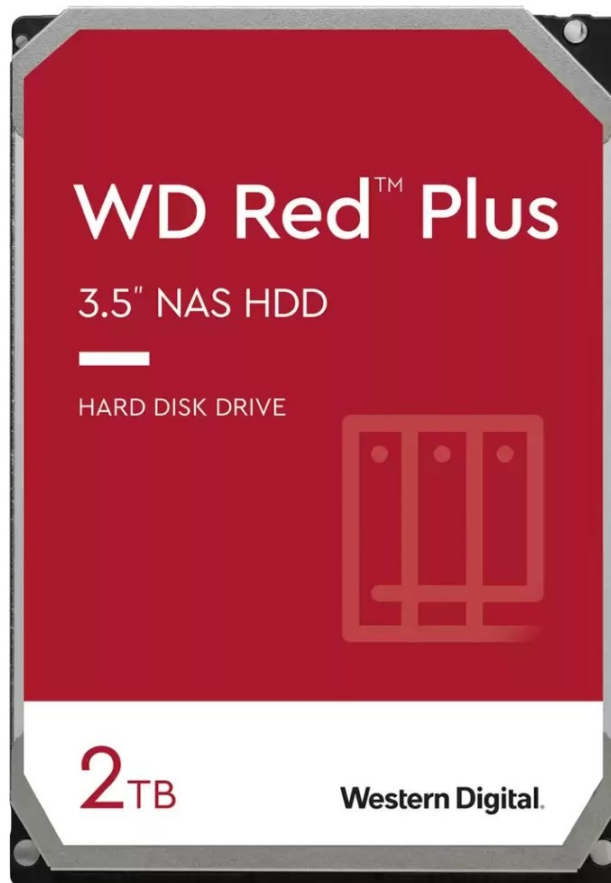 WD Red™ Plus
3.5" NAS HDD
HARD DISK DRIVE
2TB
Western Digital.